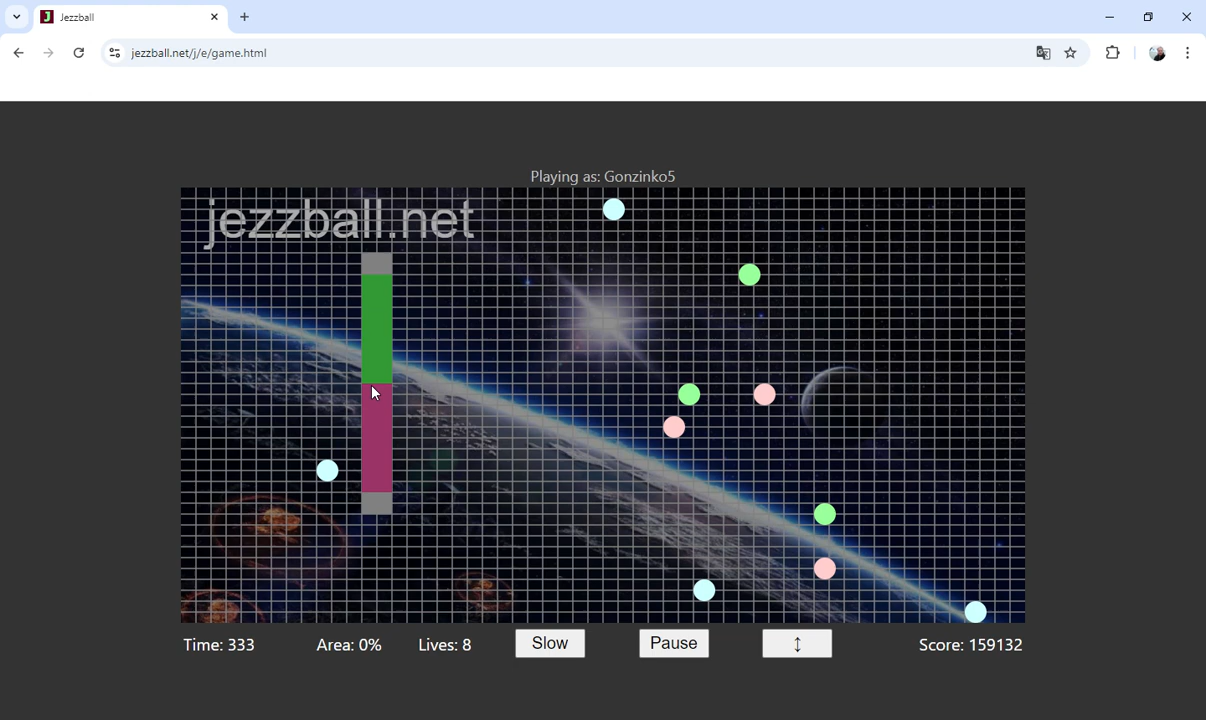 Jezzball
jezzball.net/j/e/game.html
Playing as: Gonzinko5
jezzball.net
Time: 333 Area: 0% Lives: 8 Slow Pause ↕ Score: 159132